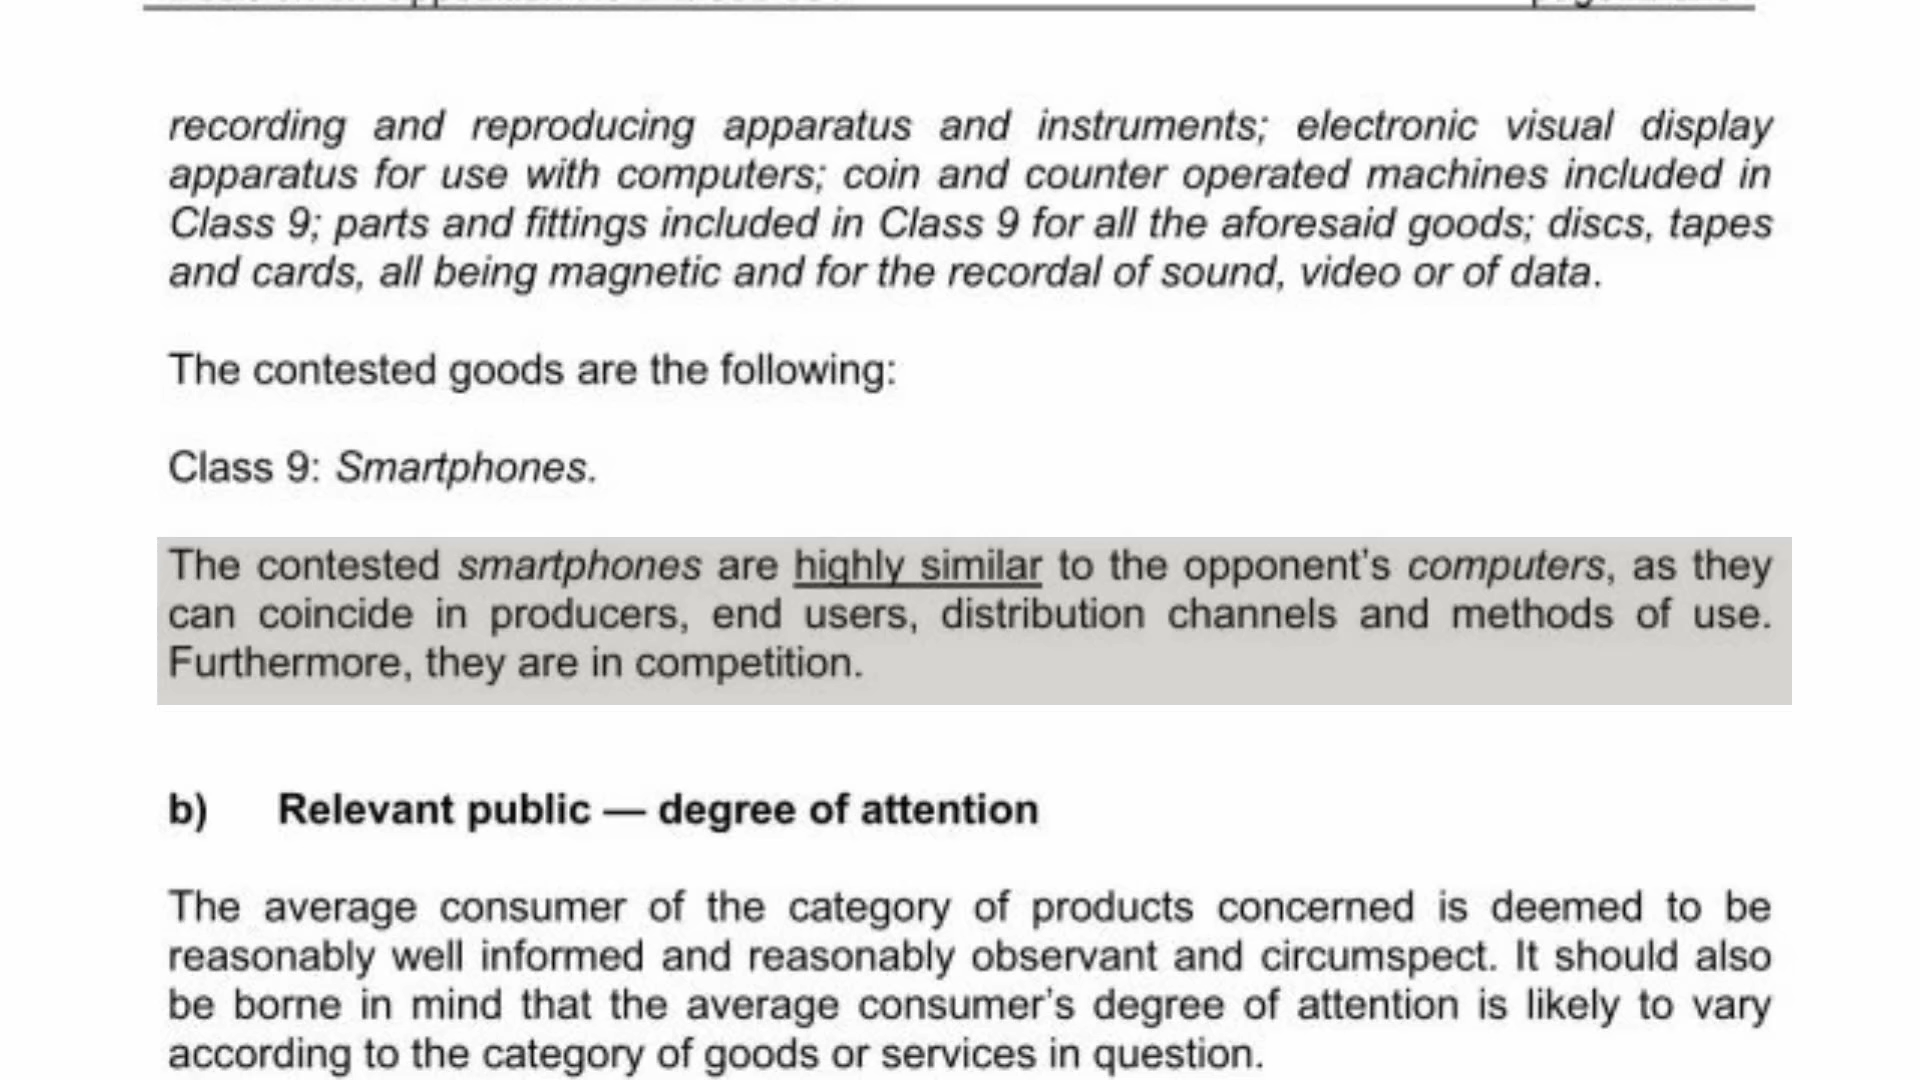 recording and reproducing apparatus and instruments; electronic visual display
apparatus for use with computers; coin and counter operated machines included in
Class 9; parts and fittings included in Class 9 for all the aforesaid goods; discs, tapes
and cards, all being magnetic and for the recordal of sound, video or of data.
The contested goods are the following:
Class 9: Smartphones.
The contested smartphones are highly similar to the opponent's computers, as they
can coincide in producers, end users, distribution channels and methods of use.
Furthermore, they are in competition.
b) Relevant public — degree of attention
The average consumer of the category of products concerned is deemed to be
reasonably well informed and reasonably observant and circumspect. It should also
be borne in mind that the average consumer's degree of attention is likely to vary
according to the category of goods or services in question.